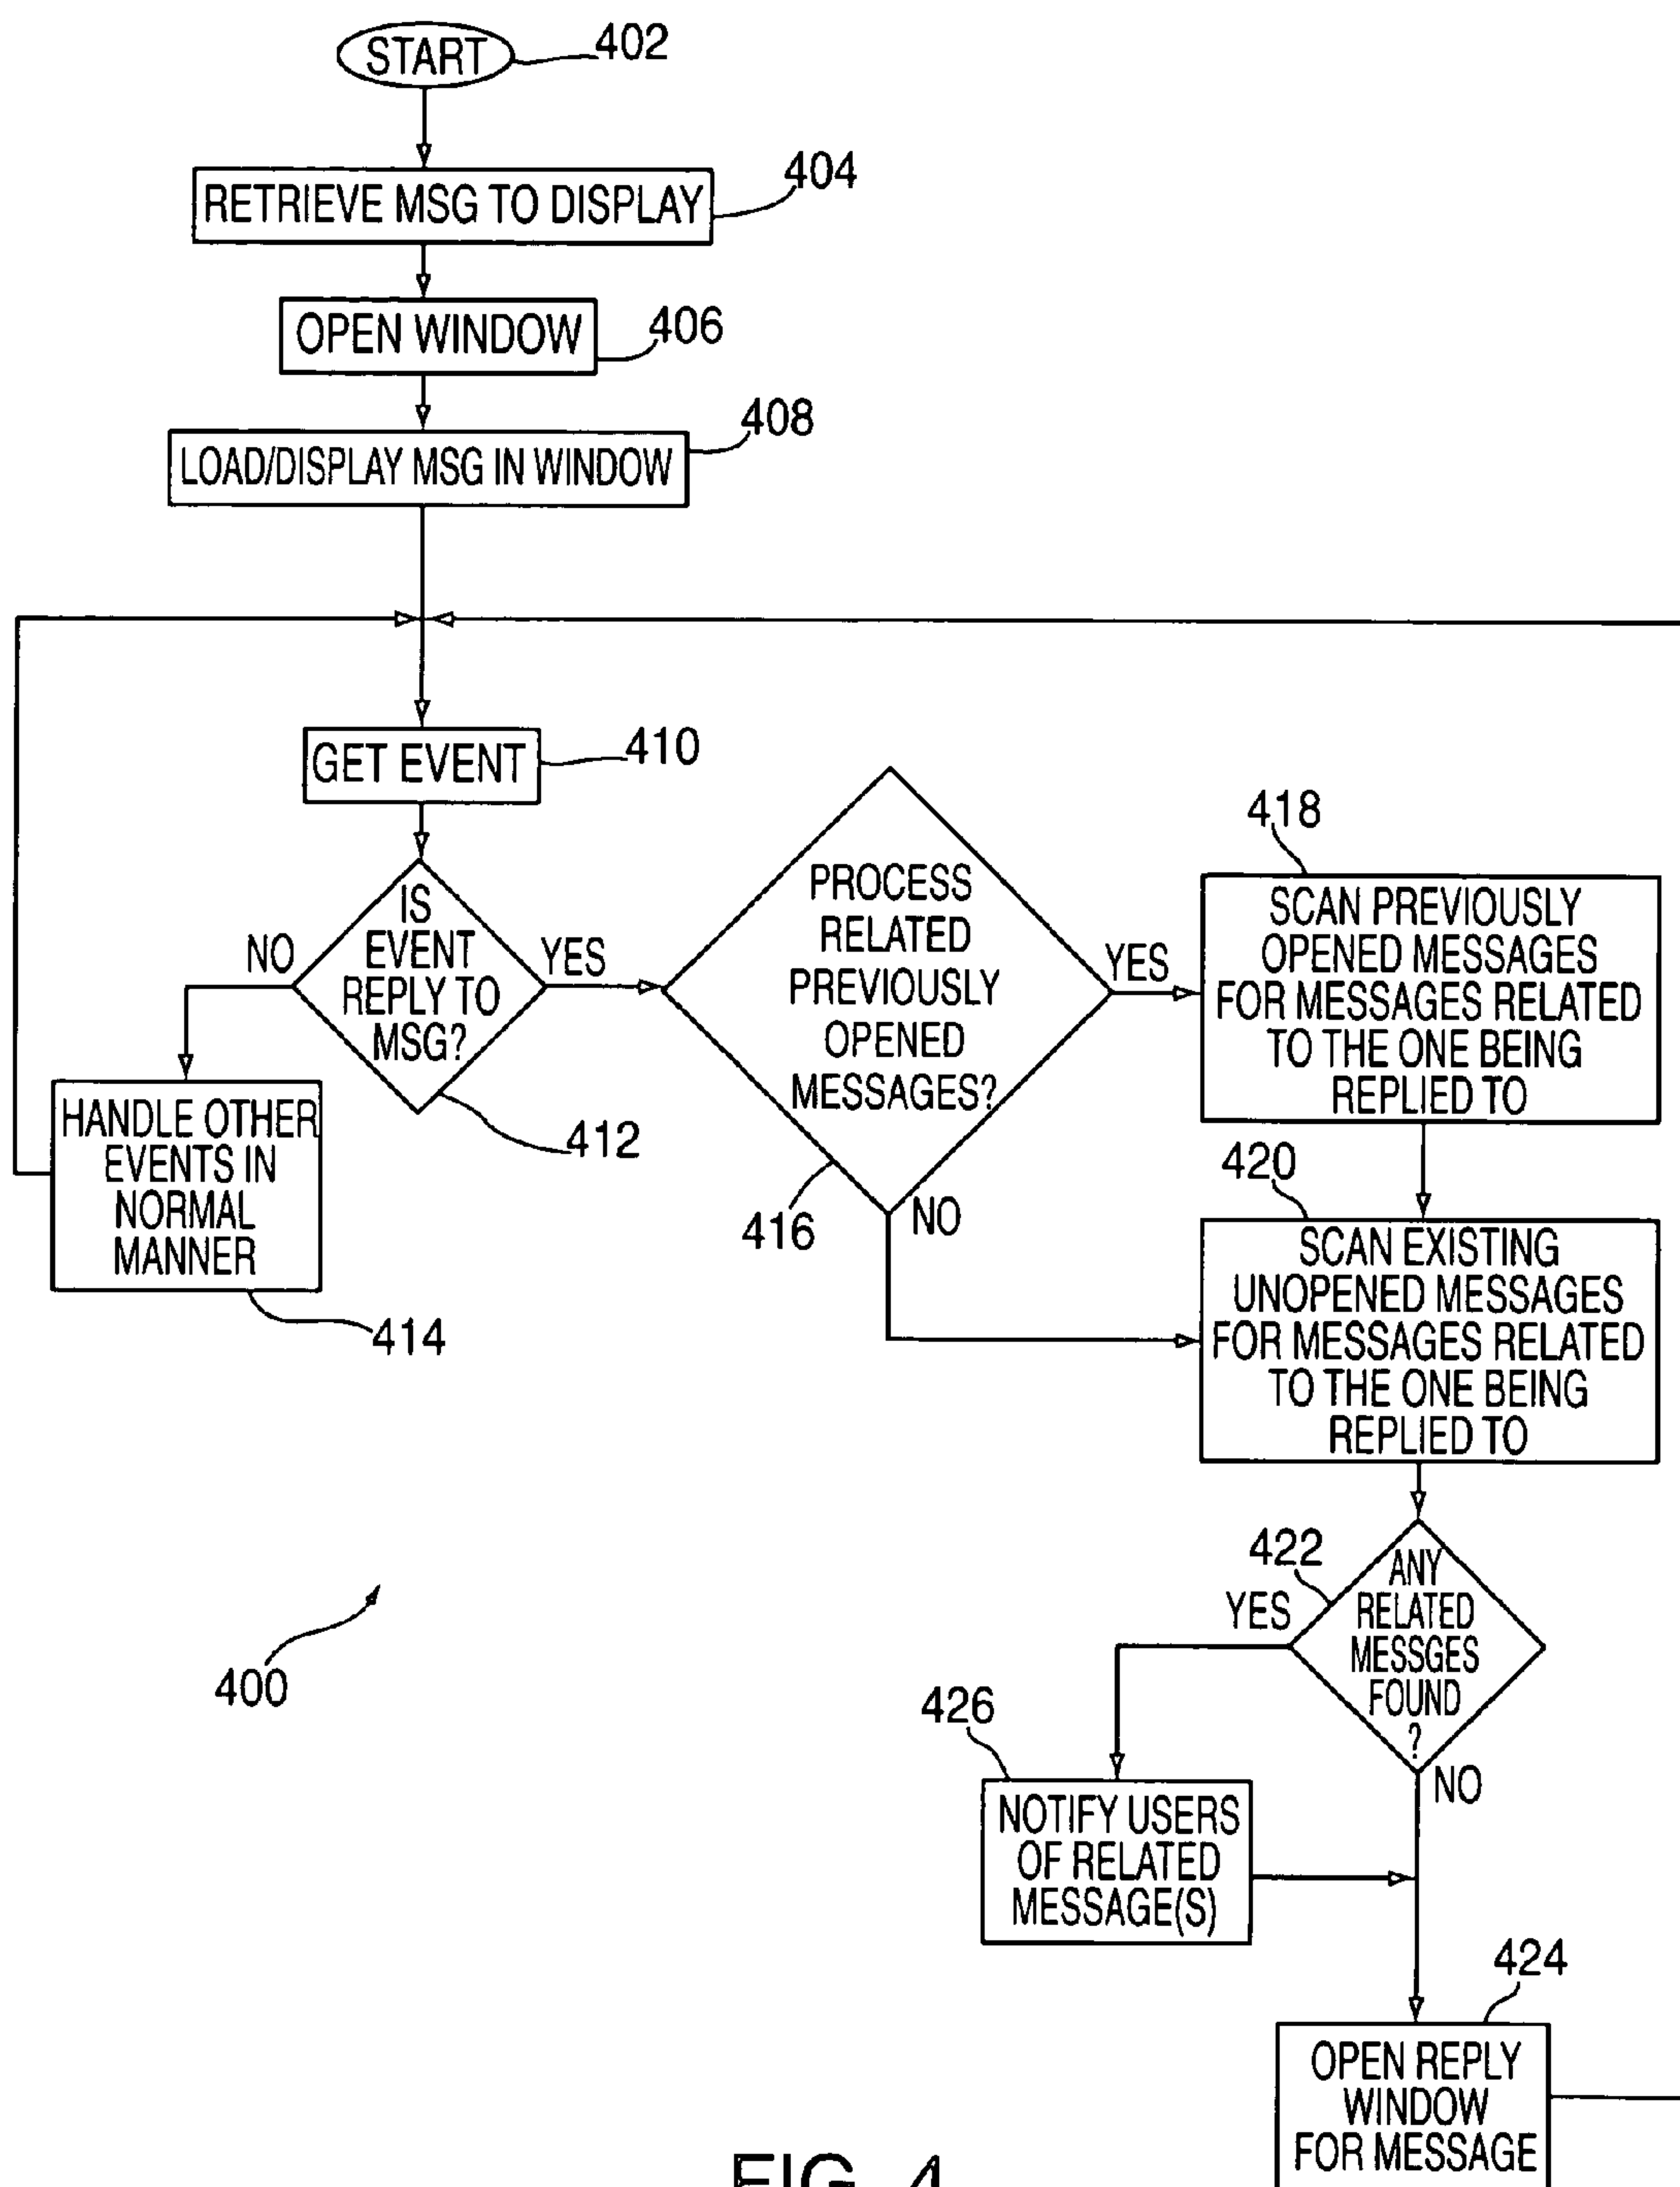 START
402
RETRIEVE MSG TO DISPLAY
404
OPEN WINDOW
406
LOAD/DISPLAY MSG IN WINDOW
408
GET EVENT
410
IS
EVENT
REPLY TO
MSG?
NO
YES
412
HANDLE OTHER
EVENTS IN
NORMAL
MANNER
414
PROCESS
RELATED
PREVIOUSLY
OPENED
MESSAGES?
YES
NO
416
418
SCAN PREVIOUSLY
OPENED MESSAGES
FOR MESSAGES RELATED
TO THE ONE BEING
REPLIED TO
420
SCAN EXISTING
UNOPENED MESSAGES
FOR MESSAGES RELATED
TO THE ONE BEING
REPLIED TO
422
ANY
RELATED
MESSGES
FOUND
?
YES
NO
426
NOTIFY USERS
OF RELATED
MESSAGE(S)
424
OPEN REPLY
WINDOW
FOR MESSAGE
400
FIG. 4